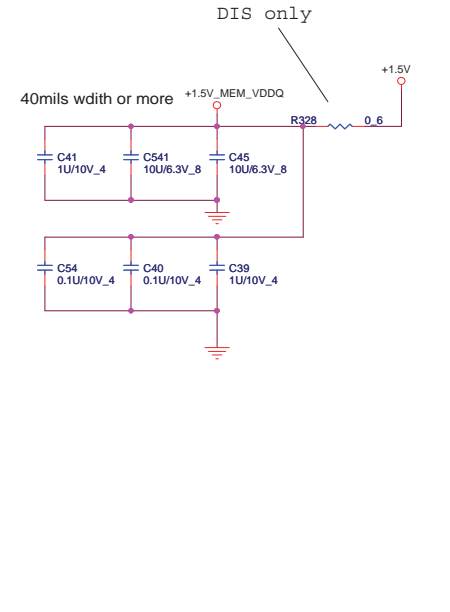 DIS only
+1.5V
40mils wdith or more
+1.5V_MEM_VDDQ
R328
0_6
C41
1U/10V_4
C541
10U/6.3V_8
C45
10U/6.3V_8
C54
0.1U/10V_4
C40
0.1U/10V_4
C39
1U/10V_4